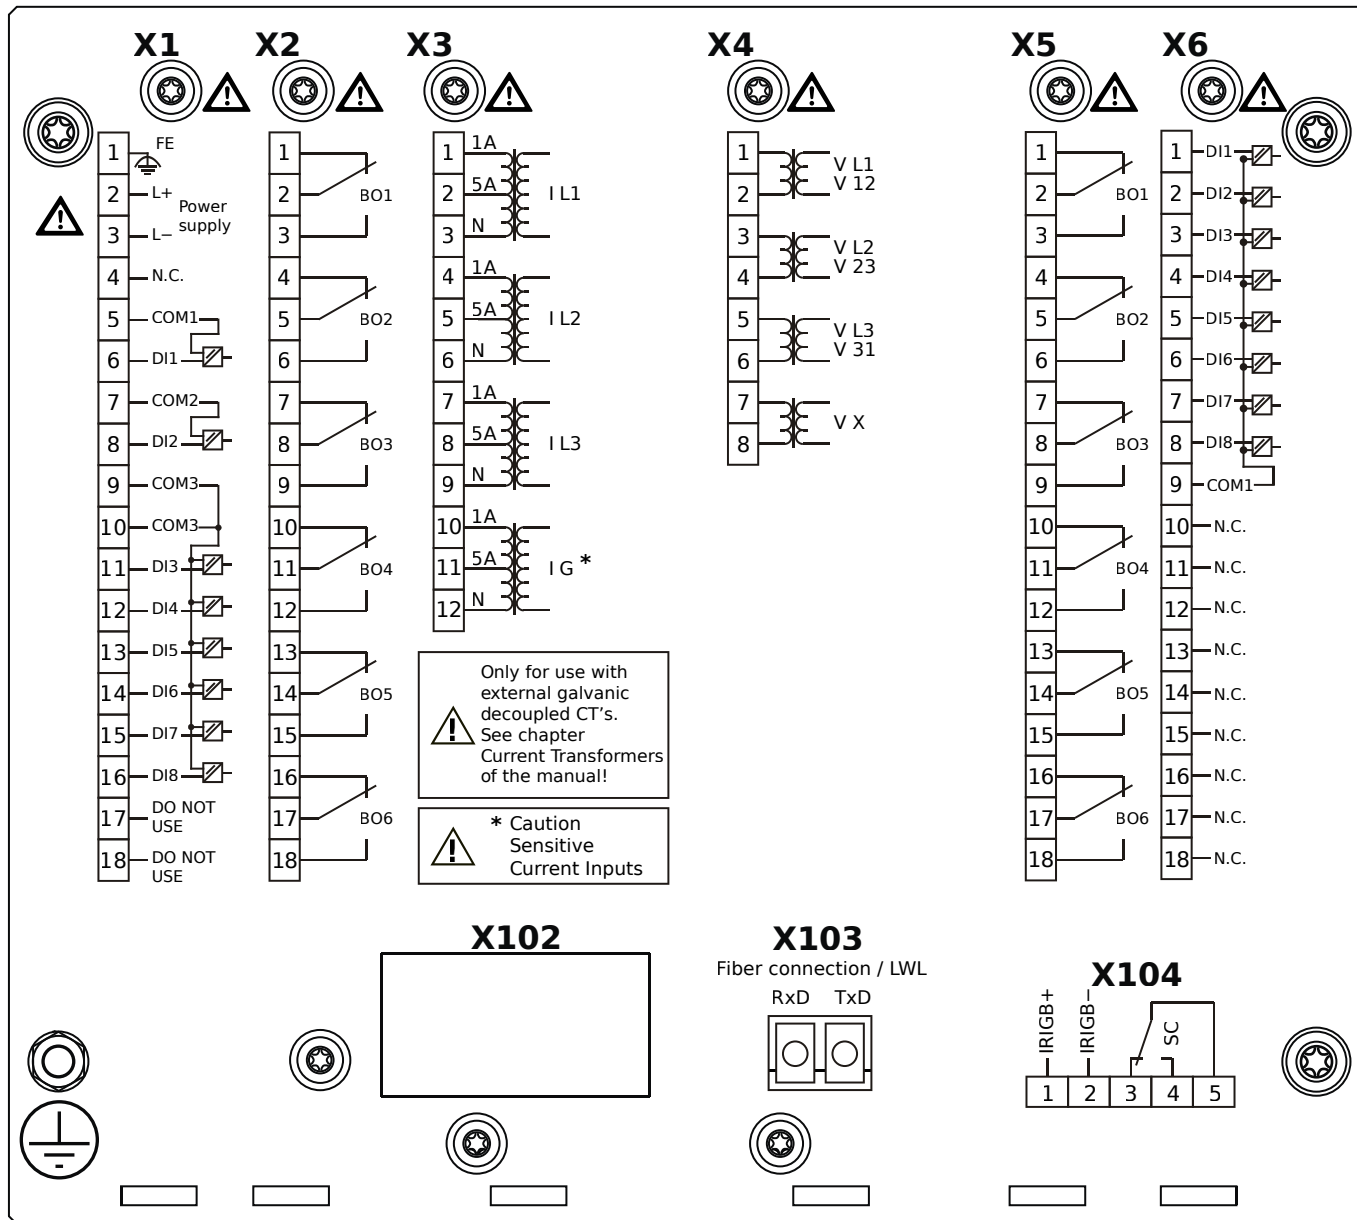 X1
X2
X3
X4
X5
X6
1 FE
2 L+
Power
supply
3 L−
4 N.C.
5 COM1
6 DI1
7 COM2
8 DI2
9 COM3
10 COM3
11 DI3
12 DI4
13 DI5
14 DI6
15 DI7
16 DI8
17 DO NOT
USE
18 DO NOT
USE
1
2 BO1
3
4
5 BO2
6
7
8 BO3
9
10
11 BO4
12
13
14 BO5
15
16
17 BO6
18
1 1A
2 5A I L1
3 N
4 1A
5 5A I L2
6 N
7 1A
8 5A I L3
9 N
10 1A
11 5A I G *
12 N
Only for use with
external galvanic
decoupled CT's.
See chapter
Current Transformers
of the manual!
* Caution
Sensitive
Current Inputs
1 V L1
2 V 12
3 V L2
4 V 23
5 V L3
6 V 31
7 V X
8
1
2 BO1
3
4
5 BO2
6
7
8 BO3
9
10
11 BO4
12
13
14 BO5
15
16
17 BO6
18
1 DI1
2 DI2
3 DI3
4 DI4
5 DI5
6 DI6
7 DI7
8 DI8
9 COM1
10 N.C.
11 N.C.
12 N.C.
13 N.C.
14 N.C.
15 N.C.
16 N.C.
17 N.C.
18 N.C.
X102
X103
Fiber connection / LWL
RxD TxD
X104
IRIGB+
IRIGB−
SC
1 2 3 4 5